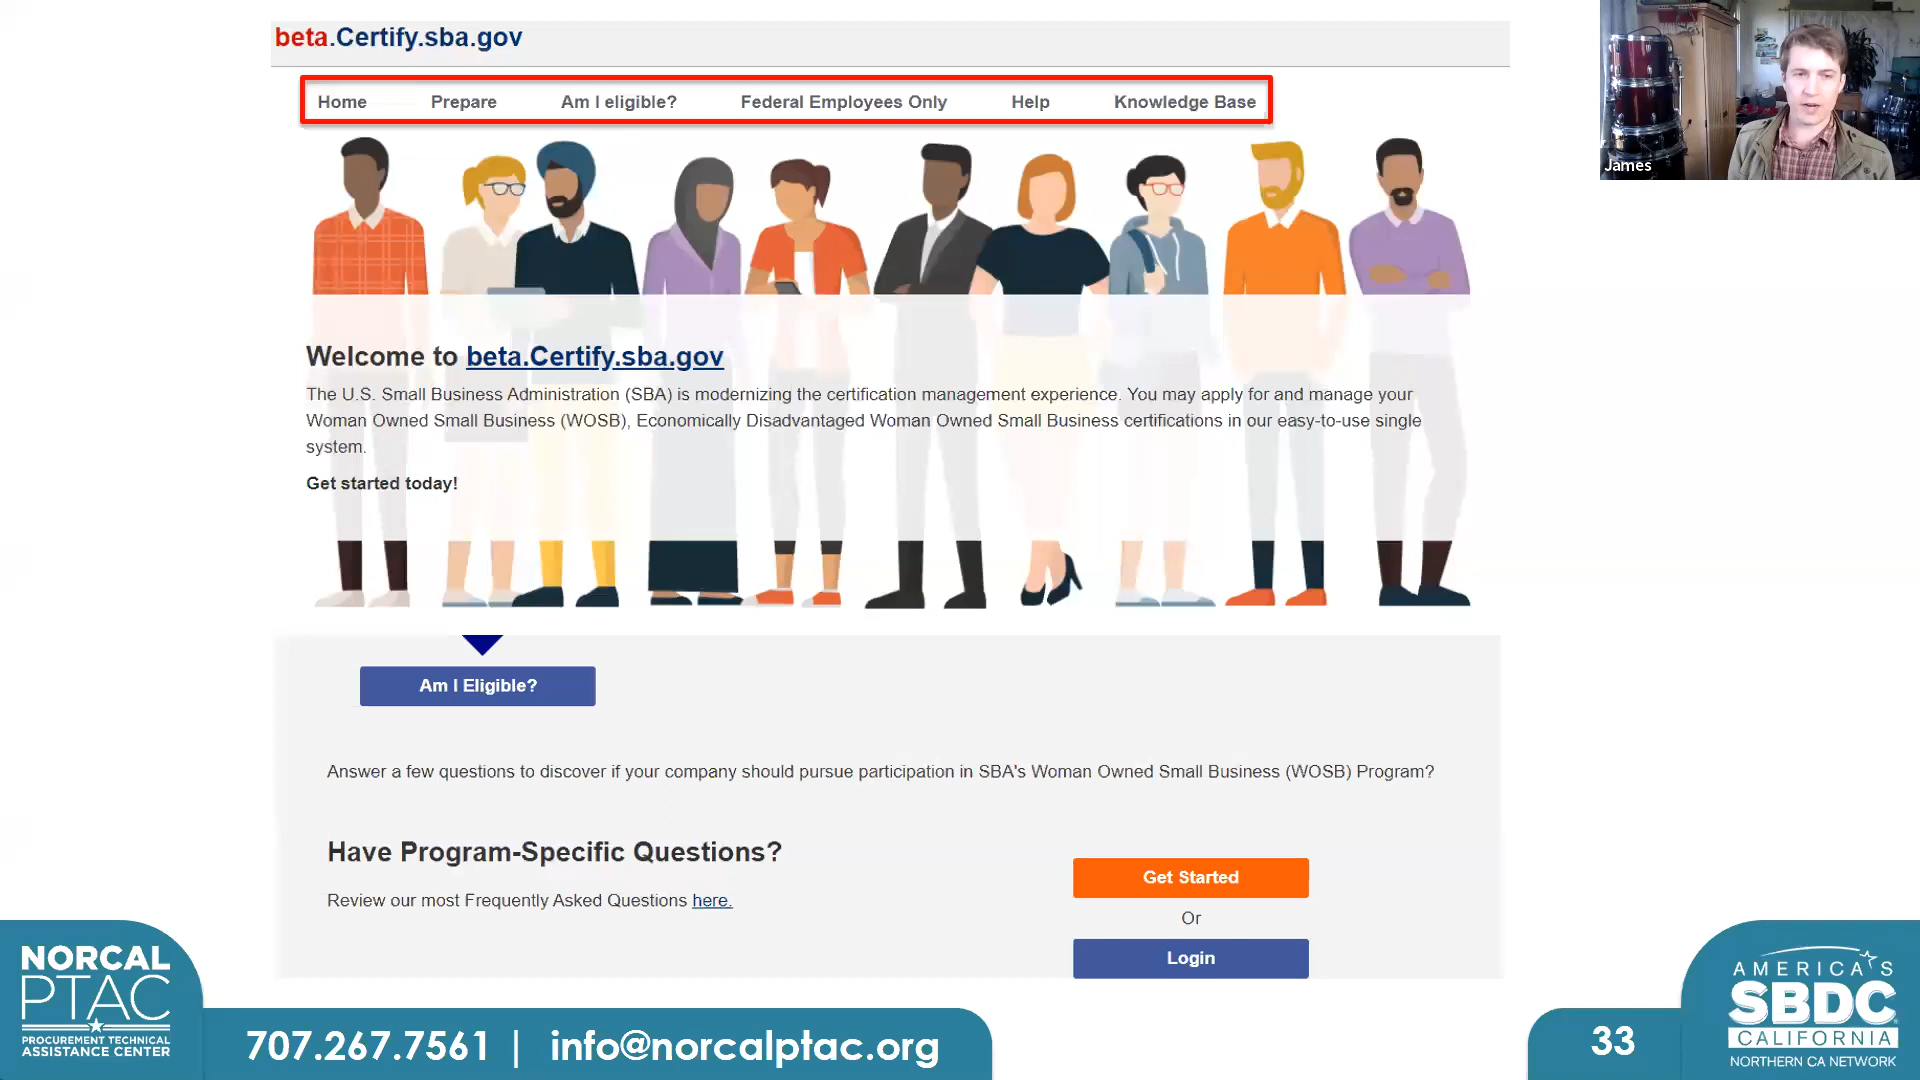 beta.Certify.sba.gov
Home Prepare Am I eligible? Federal Employees Only Help Knowledge Base
James
Welcome to beta.Certify.sba.gov
The U.S. Small Business Administration (SBA) is modernizing the certification management experience. You may apply for and manage your
Woman Owned Small Business (WOSB), Economically Disadvantaged Woman Owned Small Business certifications in our easy-to-use single
system.
Get started today!
Am I Eligible?
Answer a few questions to discover if your company should pursue participation in SBA's Woman Owned Small Business (WOSB) Program?
Have Program-Specific Questions?
Review our most Frequently Asked Questions here.
Get Started
Or
Login
NORCAL
PTAC
PROCUREMENT TECHNICAL
ASSISTANCE CENTER
707.267.7561 | info@norcalptac.org
33
AMERICA'S
SBDC
CALIFORNIA
NORTHERN CA NETWORK